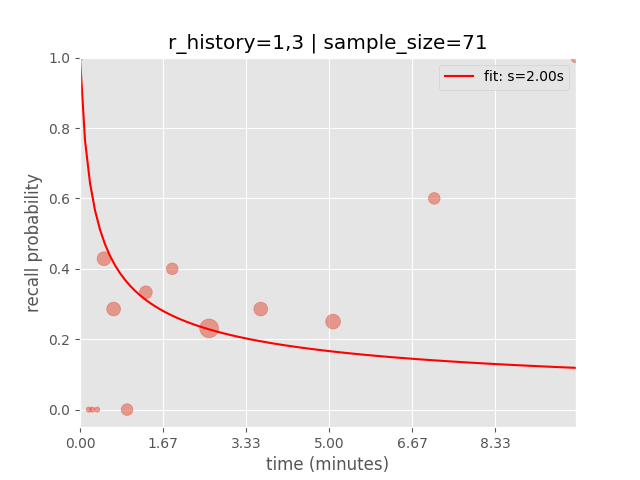 r_history=1,3 | sample_size=71
fit: s=2.00s
recall probability
1.0
0.8
0.6
0.4
0.2
0.0
0.00 1.67 3.33 5.00 6.67 8.33
time (minutes)